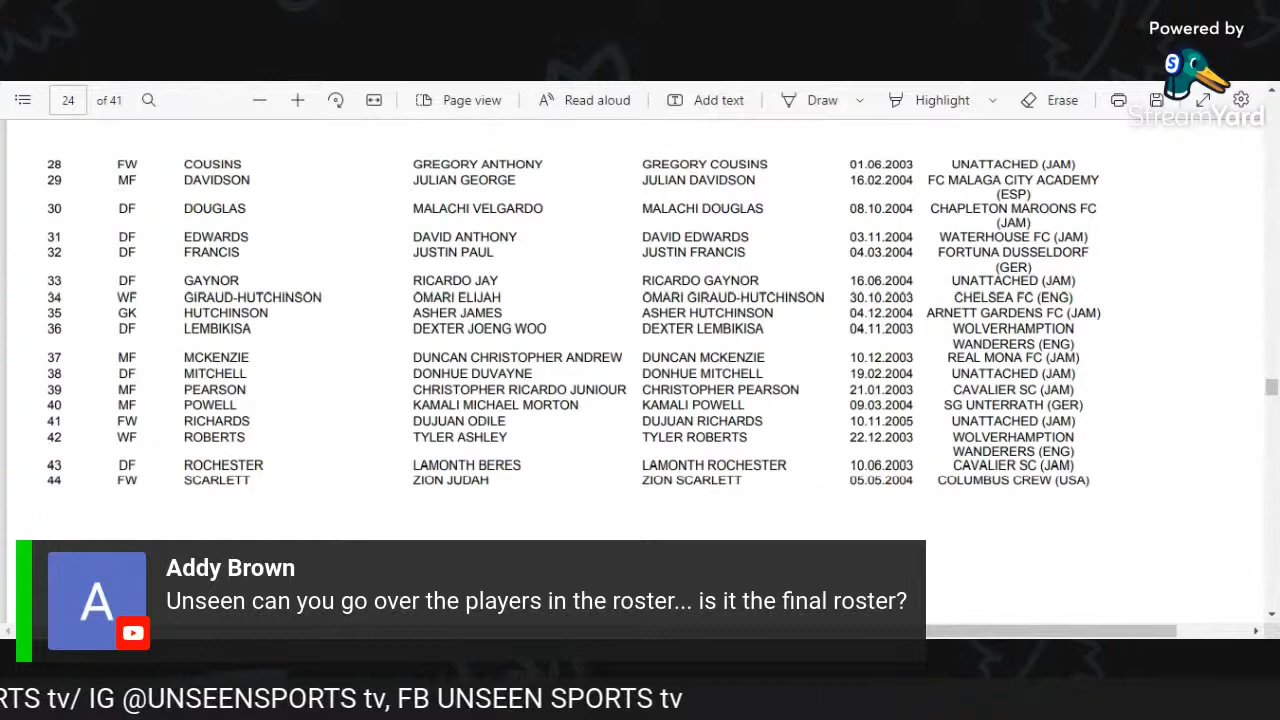 Powered by
StreamYard
24 of 41 Page view Read aloud Add text Draw Highlight Erase
28 FW COUSINS GREGORY ANTHONY GREGORY COUSINS 01.06.2003 UNATTACHED (JAM)
29 MF DAVIDSON JULIAN GEORGE JULIAN DAVIDSON 16.02.2004 FC MALAGA CITY ACADEMY
(ESP)
30 DF DOUGLAS MALACHI VELGARDO MALACHI DOUGLAS 08.10.2004 CHAPLETON MAROONS FC
(JAM)
31 DF EDWARDS DAVID ANTHONY DAVID EDWARDS 03.11.2004 WATERHOUSE FC (JAM)
32 DF FRANCIS JUSTIN PAUL JUSTIN FRANCIS 04.03.2004 FORTUNA DUSSELDORF
(GER)
33 DF GAYNOR RICARDO JAY RICARDO GAYNOR 16.06.2004 UNATTACHED (JAM)
34 WF GIRAUD-HUTCHINSON OMARI ELIJAH OMARI GIRAUD-HUTCHINSON 30.10.2003 CHELSEA FC (ENG)
35 GK HUTCHINSON ASHER JAMES ASHER HUTCHINSON 04.12.2004 ARNETT GARDENS FC (JAM)
36 DF LEMBIKISA DEXTER JOENG WOO DEXTER LEMBIKISA 04.11.2003 WOLVERHAMPTON
WANDERERS (ENG)
37 MF MCKENZIE DUNCAN CHRISTOPHER ANDREW DUNCAN MCKENZIE 10.12.2003 REAL MONA FC (JAM)
38 DF MITCHELL DONHUE DUVAYNE DONHUE MITCHELL 19.02.2004 UNATTACHED (JAM)
39 MF PEARSON CHRISTOPHER RICARDO JUNIOUR CHRISTOPHER PEARSON 21.01.2003 CAVALIER SC (JAM)
40 MF POWELL KAMALI MICHAEL MORTON KAMALI POWELL 09.03.2004 SG UNTERRATH (GER)
41 FW RICHARDS DUJUAN ODILE DUJUAN RICHARDS 10.11.2005 UNATTACHED (JAM)
42 WF ROBERTS TYLER ASHLEY TYLER ROBERTS 22.12.2003 WOLVERHAMPTON
WANDERERS (ENG)
43 DF ROCHESTER LAMONTH BERES LAMONTH ROCHESTER 10.06.2003 CAVALIER SC (JAM)
44 FW SCARLETT ZION JUDAH ZION SCARLETT 05.05.2004 COLUMBUS CREW (USA)
A
Addy Brown
Unseen can you go over the players in the roster... is it the final roster?
RTS tv/ IG @UNSEENSPORTS tv, FB UNSEEN SPORTS tv